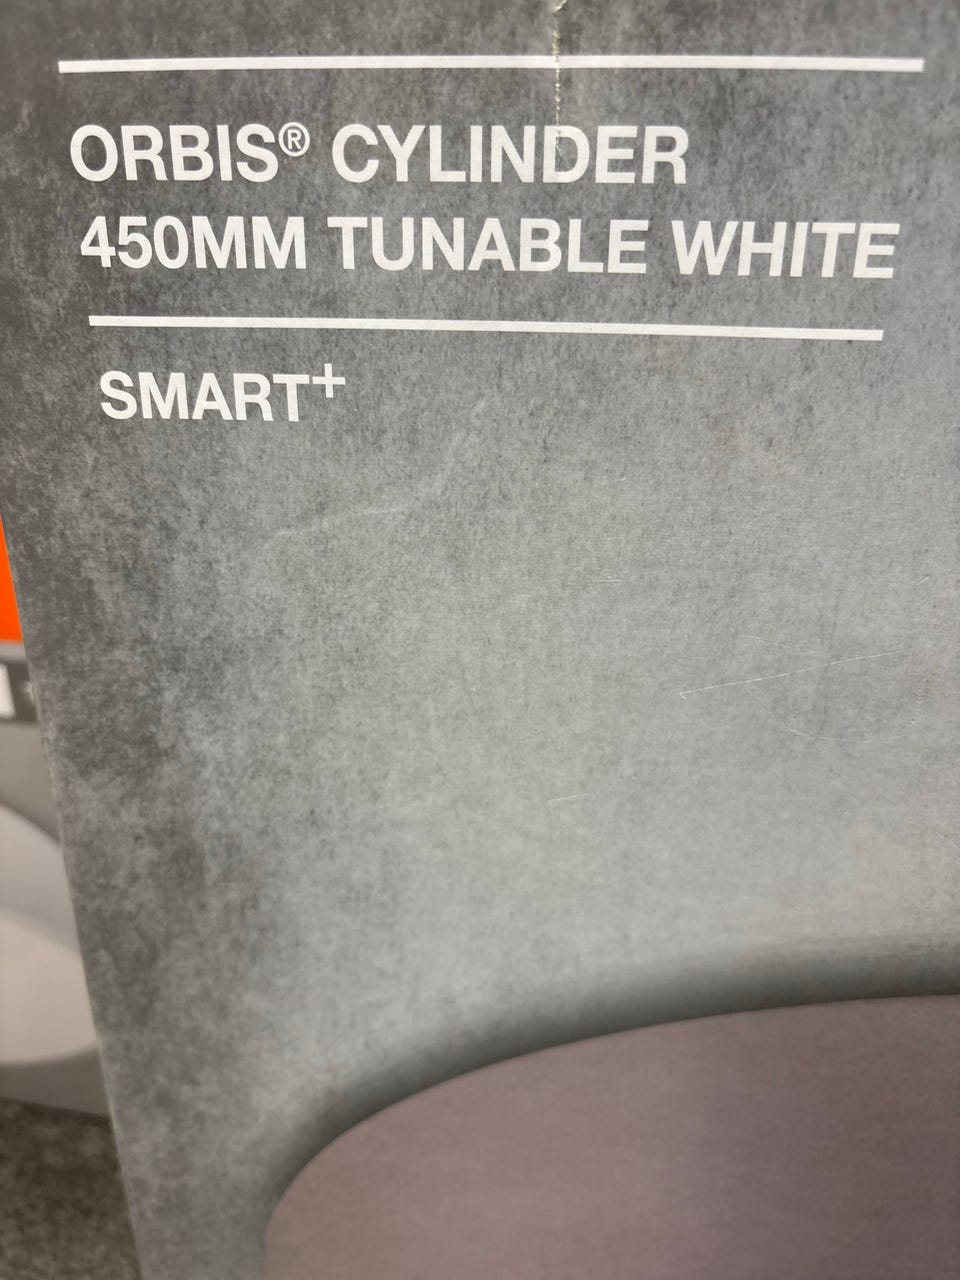 ORBIS® CYLINDER
450MM TUNABLE WHITE
SMART⁺